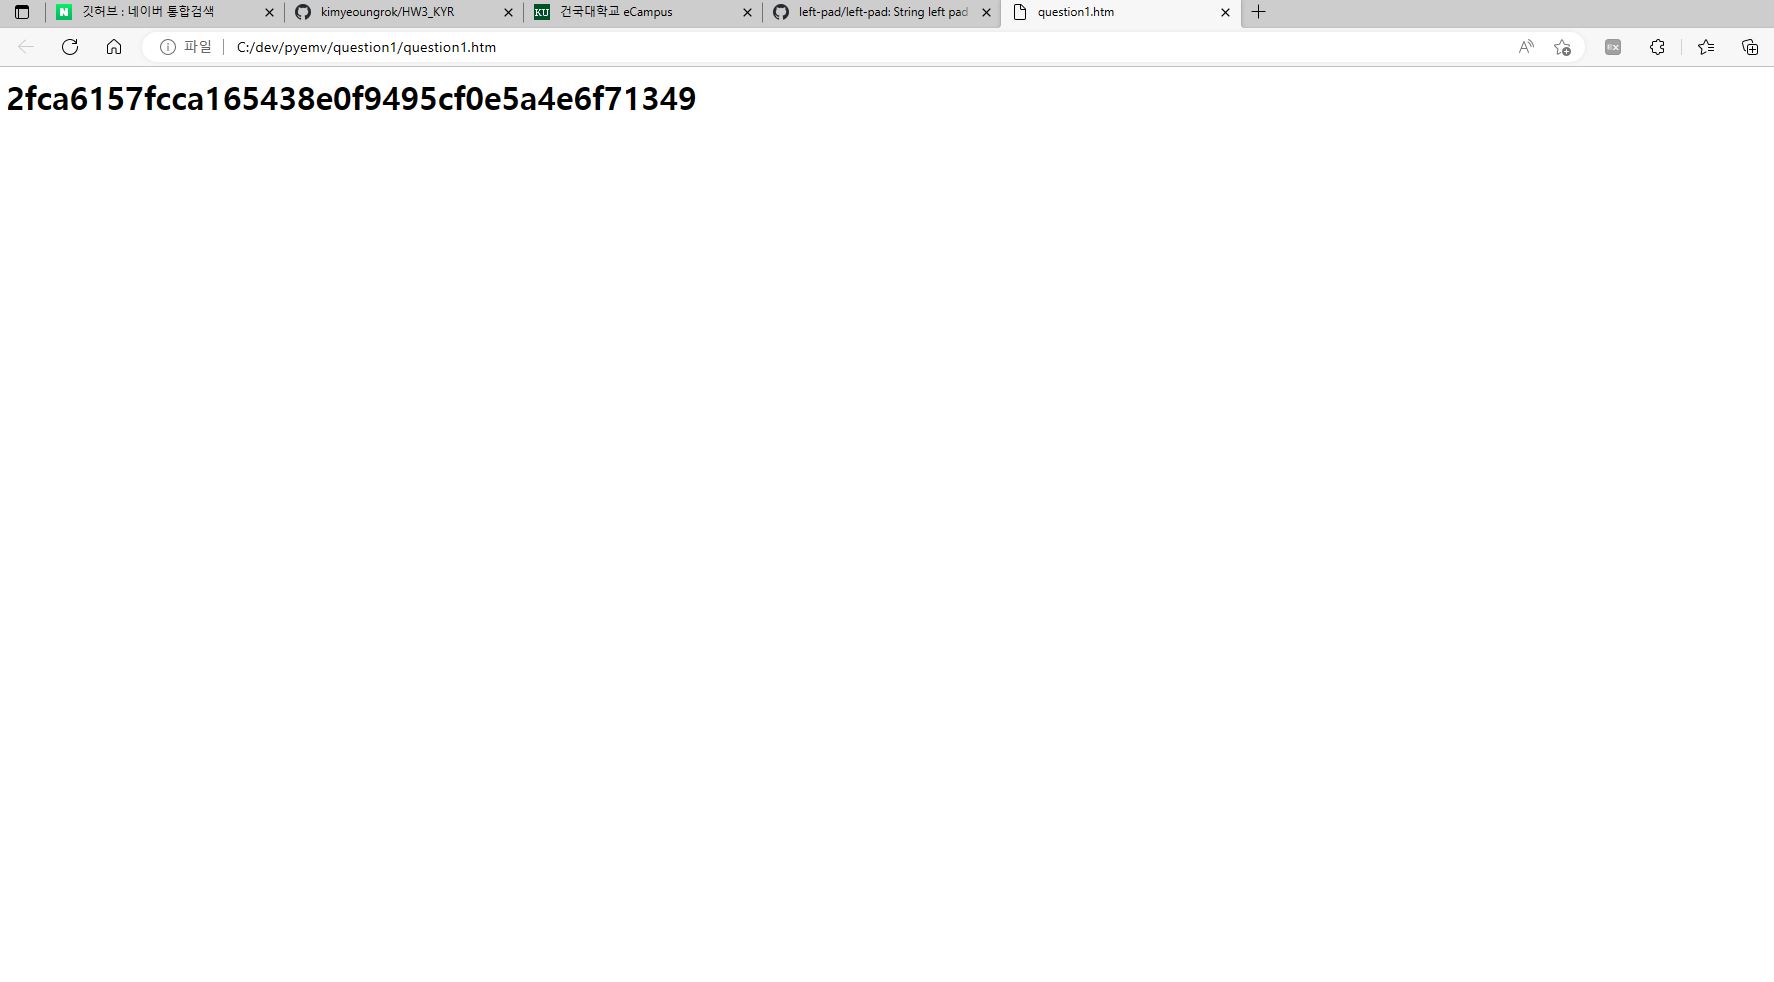 깃허브 : 네이버 통합검색
kimyeoungrok/HW3_KYR
KU
건국대학교 eCampus
left-pad/left-pad: String left pad
question1.htm
파일
C:/dev/pyemv/question1/question1.htm
2fca6157fcca165438e0f9495cf0e5a4e6f71349